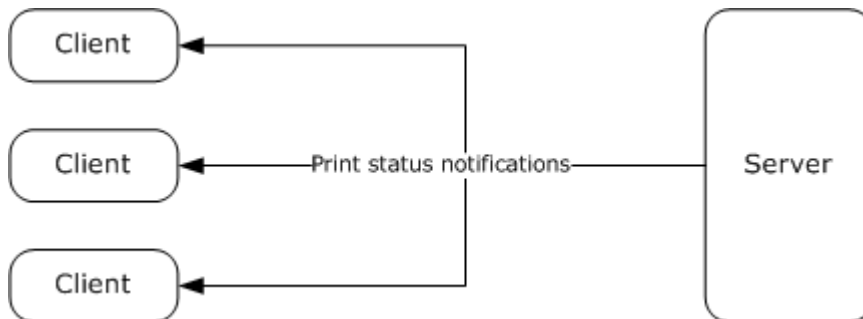 Client
Client
Print status notifications
Server
Client